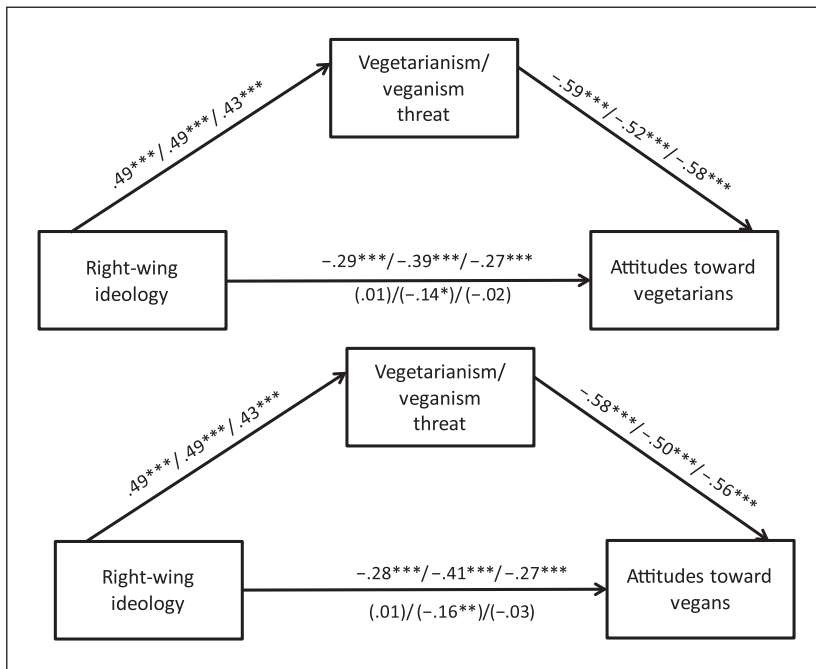 Vegetarianism/
veganism
threat
.49***/ .49***/ .43***
−.59***/−.52***/−.58***
Right-wing
ideology
−.29***/−.39***/−.27***
(.01)/(−.14*)/ (−.02)
Attitudes toward
vegetarians
Vegetarianism/
veganism
threat
.49***/ .49***/ .43***
−.58***/−.50***/−.56***
Right-wing
ideology
−.28***/−.41***/−.27***
(.01)/ (−.16**)/(−.03)
Attitudes toward
vegans